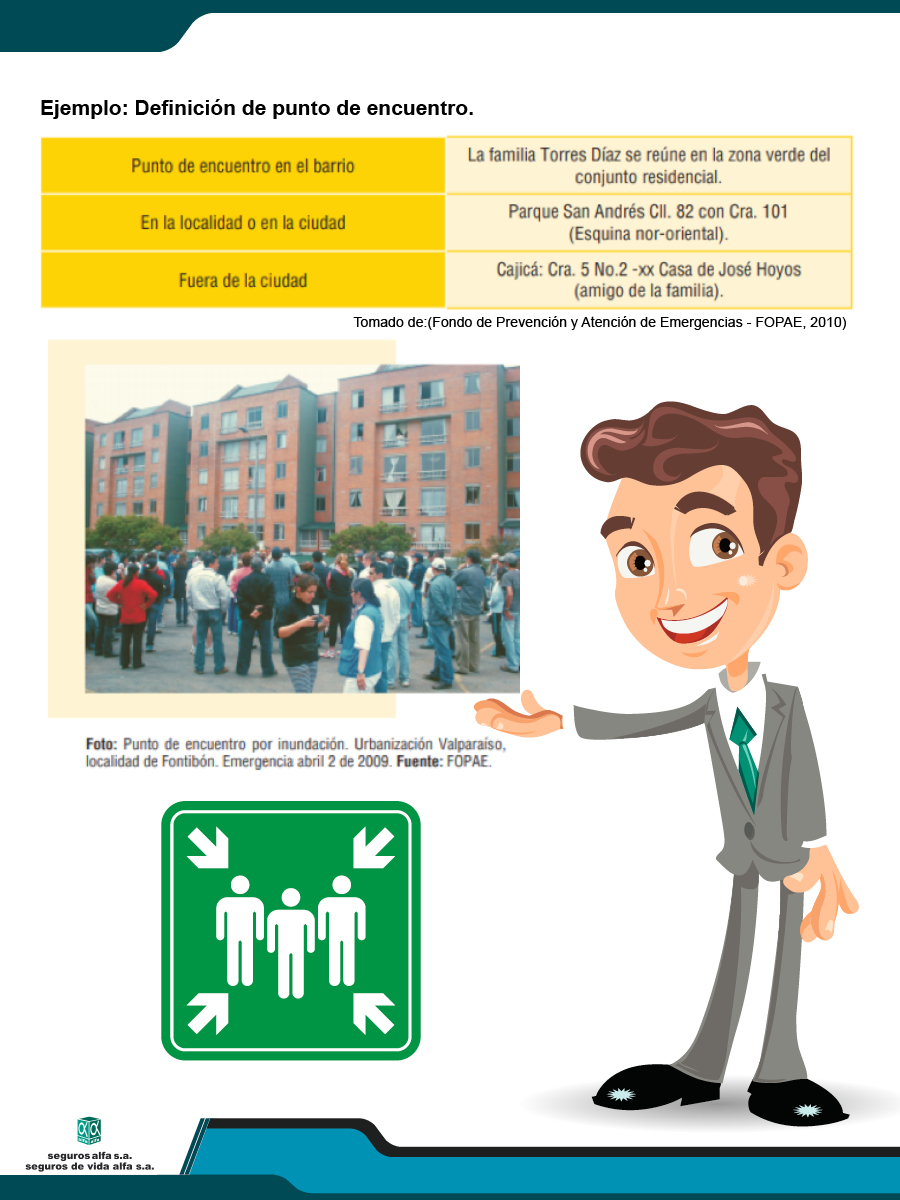 Ejemplo: Definición de punto de encuentro.
Punto de encuentro en el barrio
La familia Torres Díaz se reúne en la zona verde del
conjunto residencial.
En la localidad o en la ciudad
Parque San Andrés Cll. 82 con Cra. 101
(Esquina nor-oriental).
Fuera de la ciudad
Cajicá: Cra. 5 No.2 -xx Casa de José Hoyos
(amigo de la familia).
Tomado de:(Fondo de Prevención y Atención de Emergencias - FOPAE, 2010)
Foto: Punto de encuentro por inundación. Urbanización Valparaíso,
localidad de Fontibón. Emergencia abril 2 de 2009. Fuente: FOPAE.
seguros alfa s.a.
seguros de vida alfa s.a.